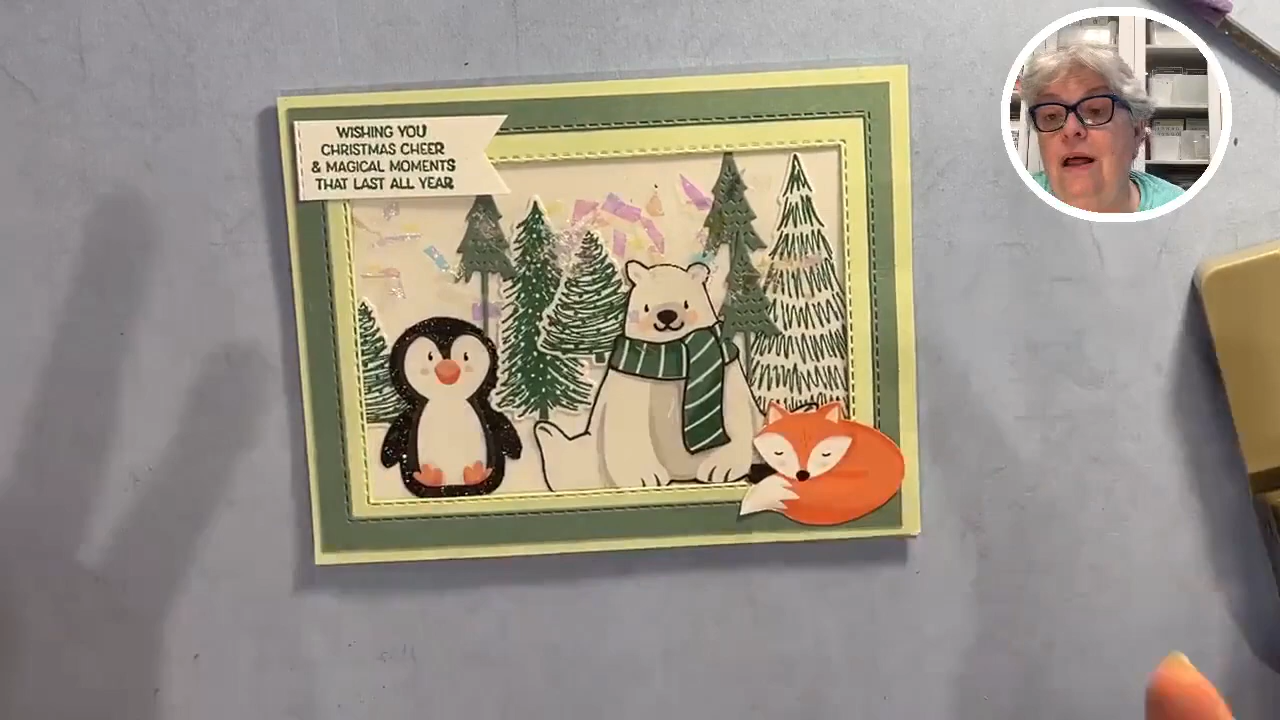 WISHING YOU
CHRISTMAS CHEER
& MAGICAL MOMENTS
THAT LAST ALL YEAR